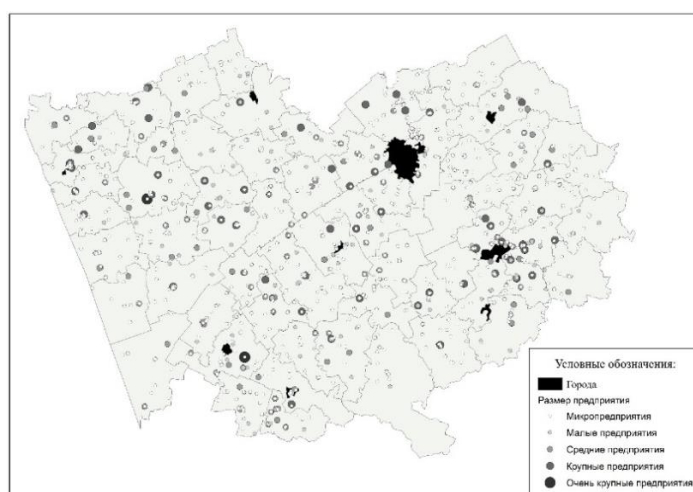 Условные обозначения:
Города
Размер предприятия
Микропредприятия
Малые предприятия
Средние предприятия
Крупные предприятия
Очень крупные предприятия